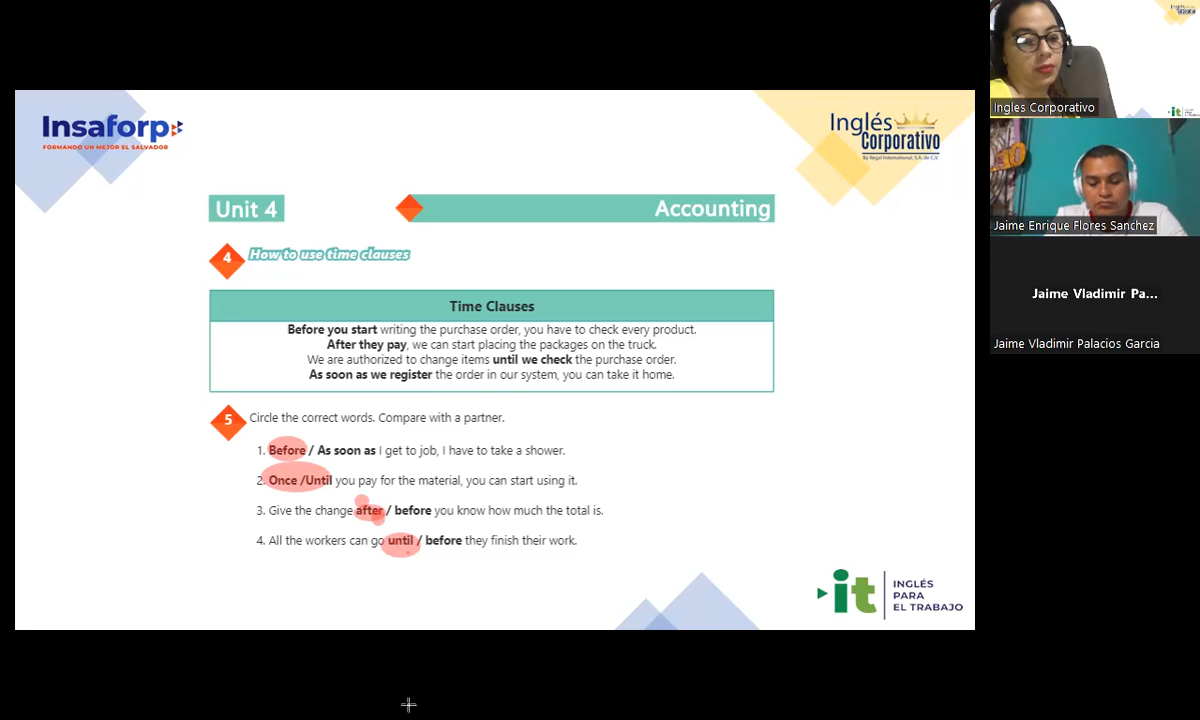 Insaforp
FORMANDO UN MEJOR EL SALVADOR
Inglés
Corporativo
By Regal International, S.A. de C.V.
Unit 4
Accounting
4 How to use time clauses
Time Clauses
Before you start writing the purchase order, you have to check every product.
After they pay, we can start placing the packages on the truck.
We are authorized to change items until we check the purchase order.
As soon as we register the order in our system, you can take it home.
5 Circle the correct words. Compare with a partner.
1. Before / As soon as I get to job, I have to take a shower.
2. Once /Until you pay for the material, you can start using it.
3. Give the change after / before you know how much the total is.
4. All the workers can go until / before they finish their work.
it
INGLÉS
PARA
EL TRABAJO
Ingles Corporativo
Jaime Enrique Flores Sanchez
Jaime Vladimir Pa...
Jaime Vladimir Palacios Garcia